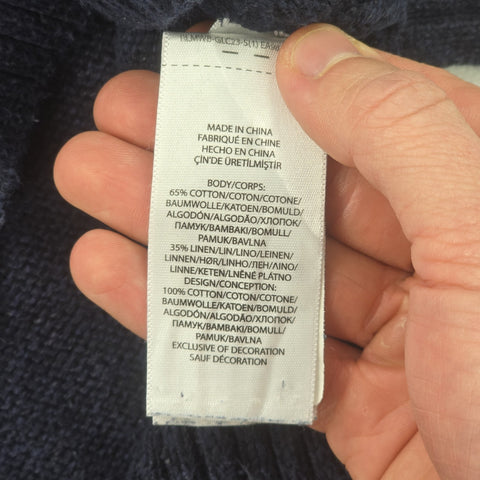 MADE IN CHINA
FABRIQUÉ EN CHINE
HECHO EN CHINA
ÇİN'DE ÜRETİLMİŞTİR
BODY/CORPS:
65% COTTON/COTON/COTONE/
BAUMWOLLE/KATOEN/BOMULD/
ALGODÓN/ALGODÃO/ХЛОПОК/
ПАМУК/BAMBAKI/BOMULL/
PAMUK/BAVLNA
35% LINEN/LIN/LINO/LEINEN/
LINNEN/HØR/LINHO/ЛЕН/ΛΙΝΟ/
LINNE/KETEN/LNĚNÉ PLÁTNO
DESIGN/CONCEPTION:
100% COTTON/COTON/COTONE/
BAUMWOLLE/KATOEN/BOMULD/
ALGODÓN/ALGODÃO/ХЛОПОК/
ПАМУК/BAMBAKI/BOMULL/
PAMUK/BAVLNA
EXCLUSIVE OF DECORATION
SAUF DÉCORATION